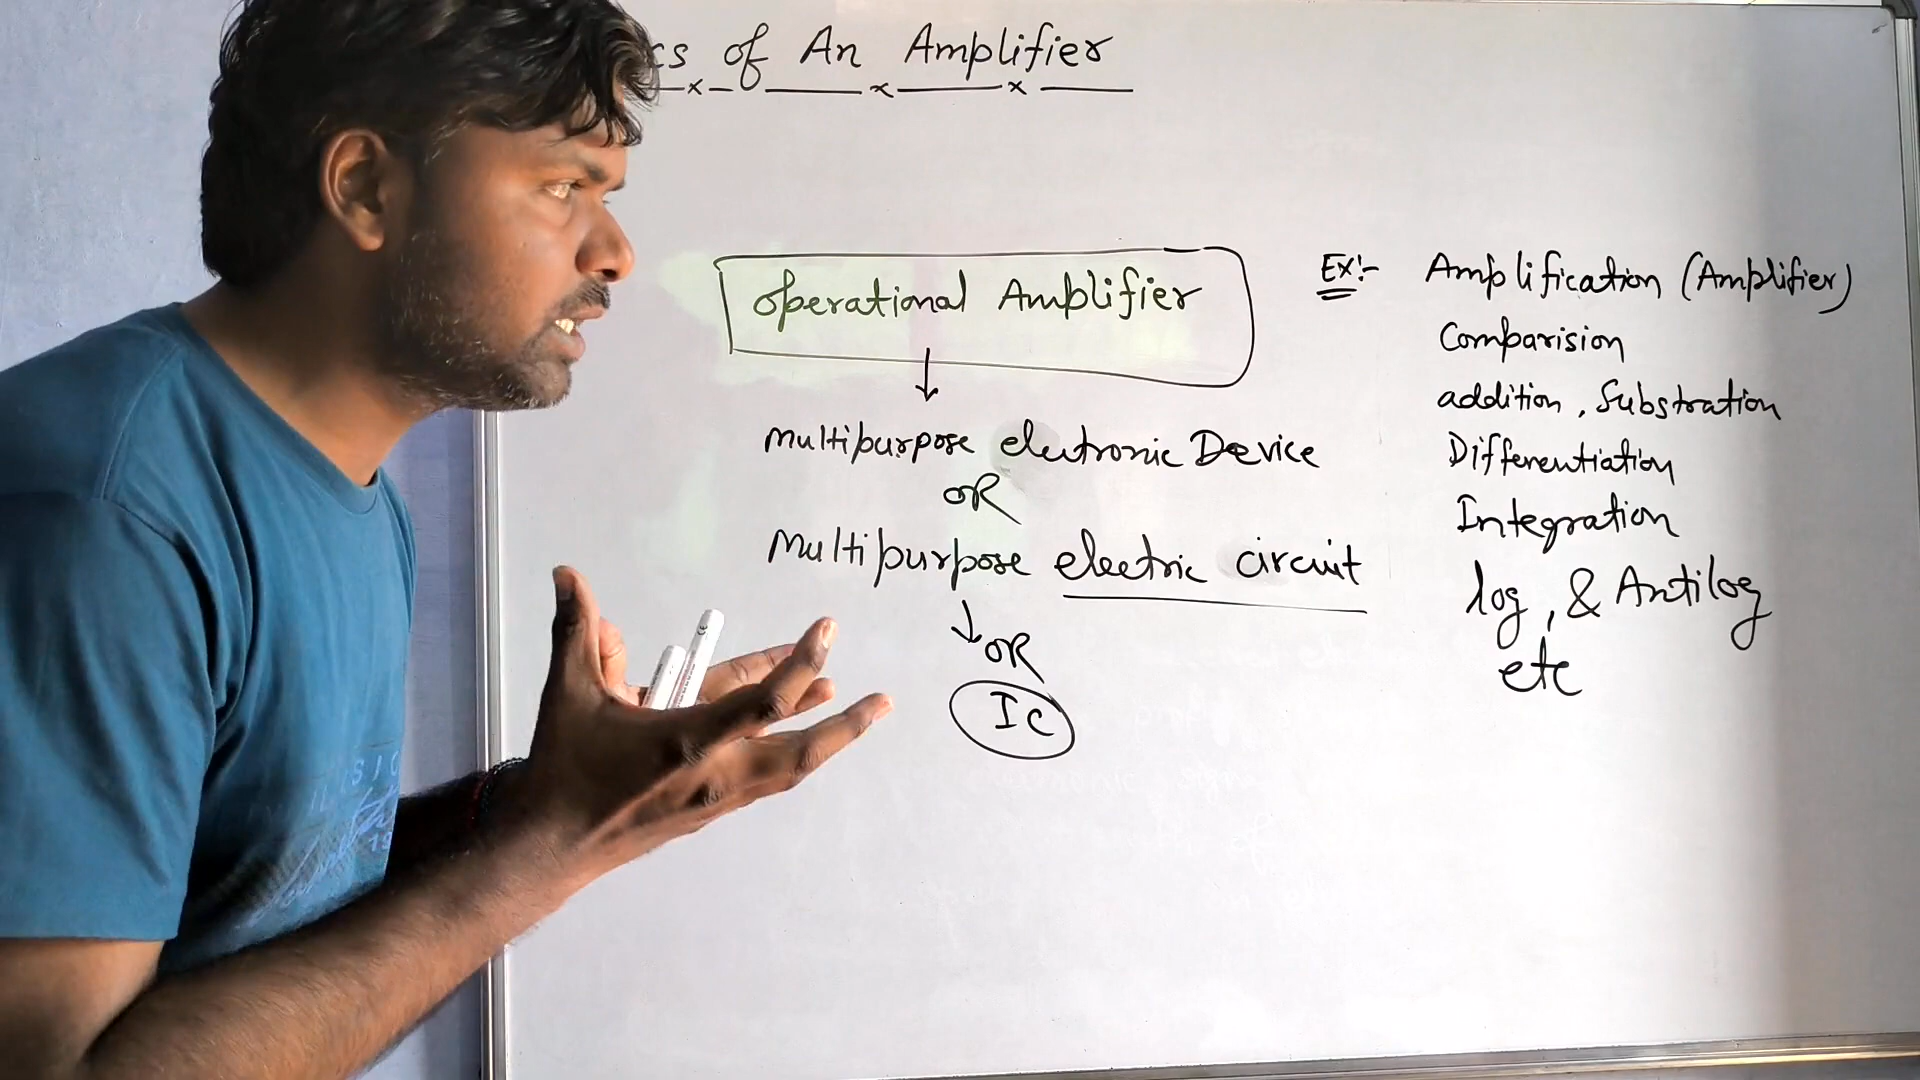 cs of An Amplifier
Operational Amplifier
Multipurpose electronic Device
OR
Multipurpose electric circuit
OR
Ic
Ex:- Amplification (Amplifier)
Comparision
addition, Substration
Differentiation
Integration
log, & Antilog
etc